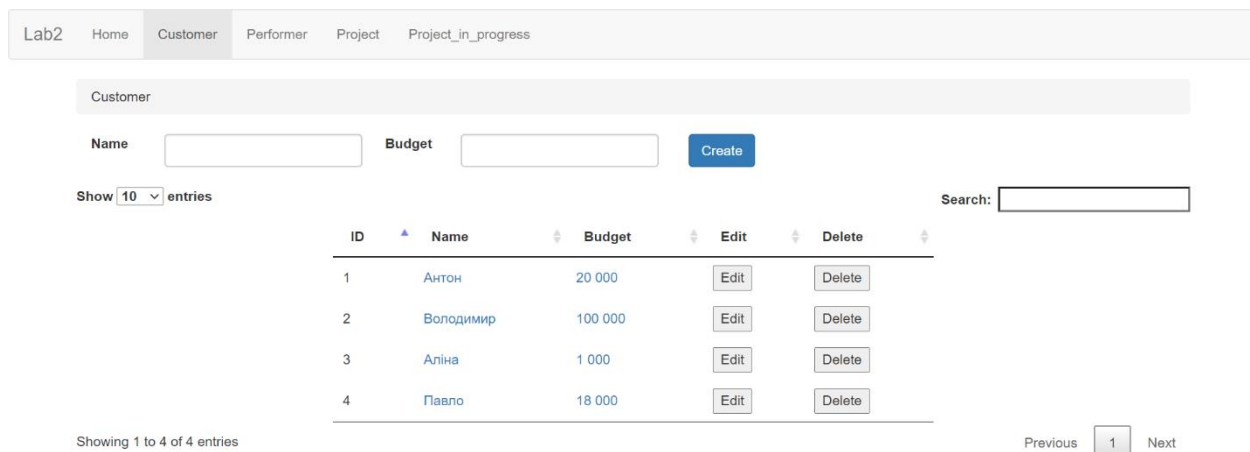 Lab2 Home Customer Performer Project Project_in_progress
Customer
Name Budget Create
Show 10 entries Search:
ID Name Budget Edit Delete
1 Антон 20 000 Edit Delete
2 Володимир 100 000 Edit Delete
3 Аліна 1 000 Edit Delete
4 Павло 18 000 Edit Delete
Showing 1 to 4 of 4 entries Previous 1 Next